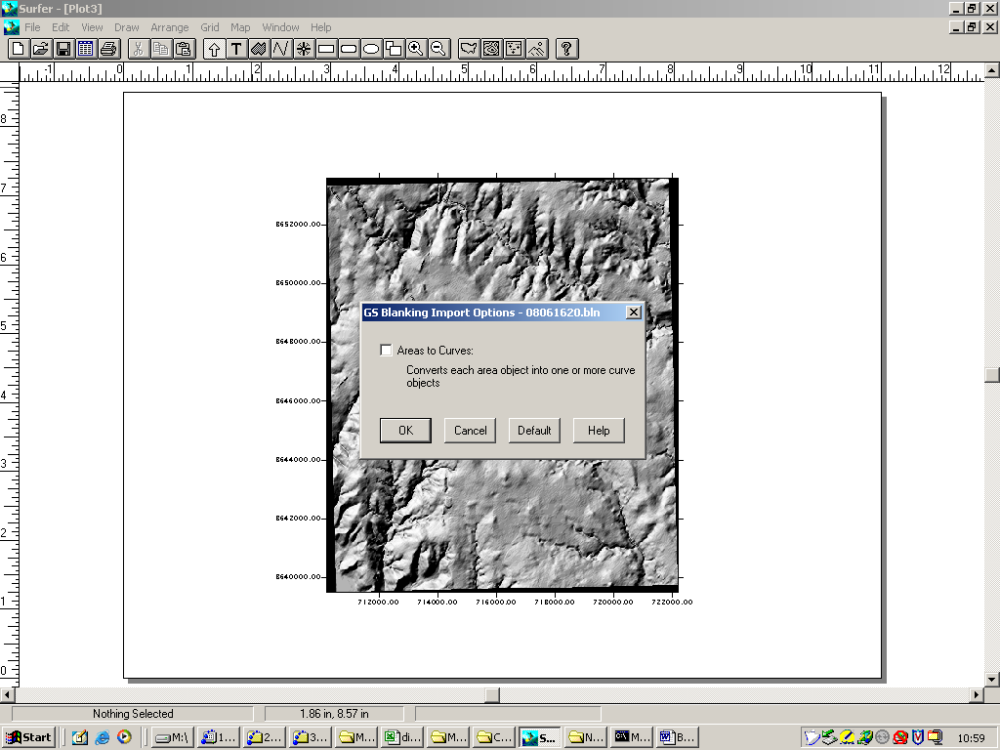 Surfer - [Plot3]
File Edit View Draw Arrange Grid Map Window Help
T ?
-1 0 1 2 3 4 5 6 7 8 9 10 11 12
8
7
6
5
4
3
2
1
0
8652000.00
8650000.00
8648000.00
8646000.00
8644000.00
8642000.00
8640000.00
712000.00 714000.00 716000.00 718000.00 720000.00 722000.00
GS Blanking Import Options - 08061620.bln
Areas to Curves:
Converts each area object into one or more curve
objects
OK Cancel Default Help
Nothing Selected 1.86 in, 8.57 in
Start M:\ 1... 2... 3... M... di... M... C... S... N... M... B... 10:59